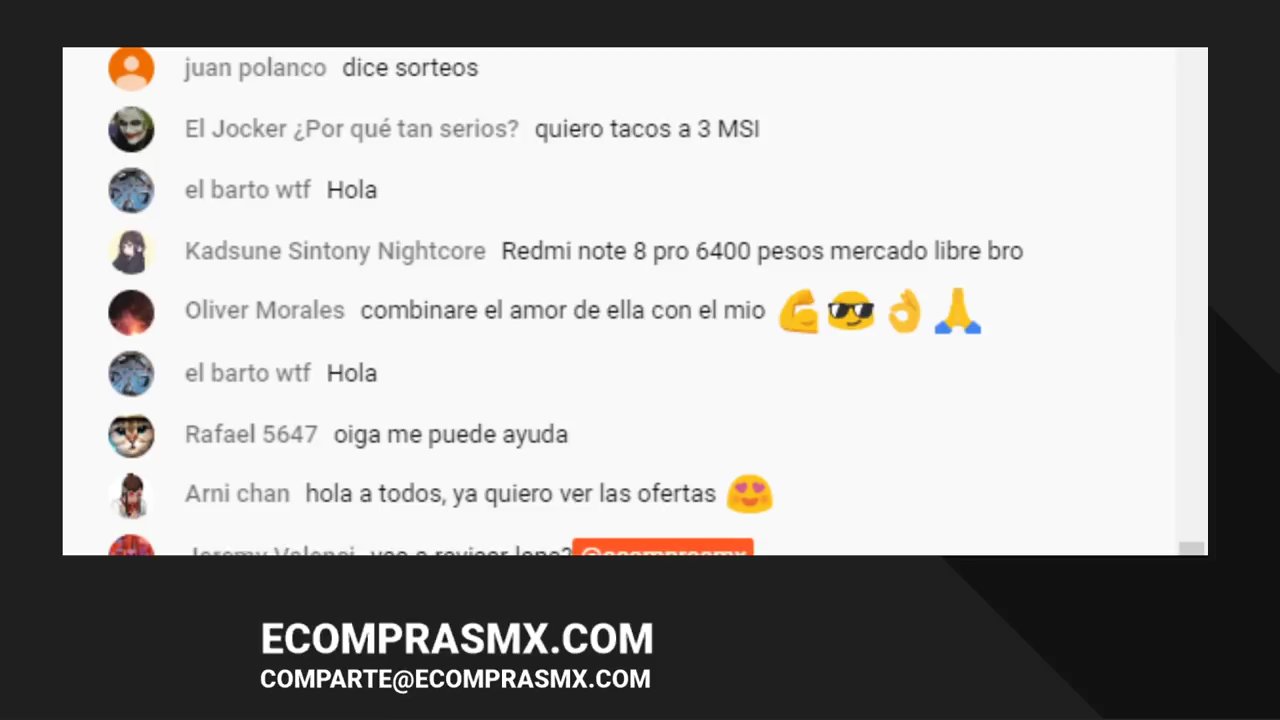 juan polanco dice sorteos
El Jocker ¿Por qué tan serios? quiero tacos a 3 MSI
el barto wtf Hola
Kadsune Sintony Nightcore Redmi note 8 pro 6400 pesos mercado libre bro
Oliver Morales combinare el amor de ella con el mio 💪😎👌🙏
el barto wtf Hola
Rafael 5647 oiga me puede ayuda
Arni chan hola a todos, ya quiero ver las ofertas 😍
@ecomprasmx
ECOMPRASMX.COM
COMPARTE@ECOMPRASMX.COM